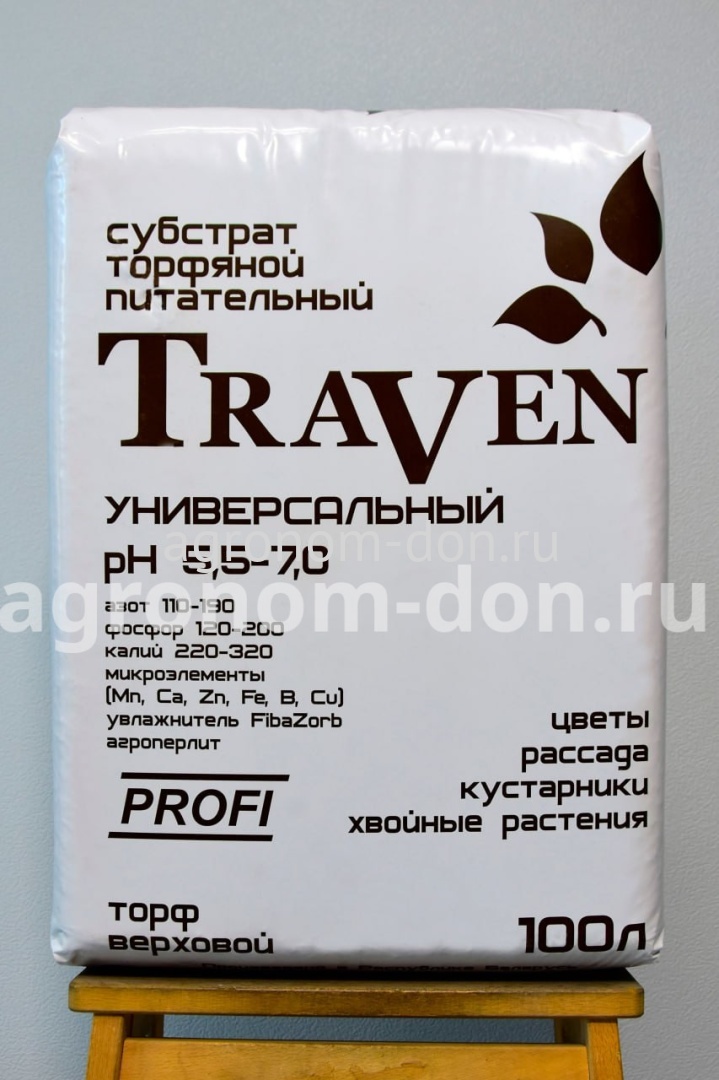 субстрат
торфяной
питательный
TRAVEN
УНИВЕРСАЛЬНЫЙ
agronom-don.ru
pH 5,5-7,0
азот 110-190
agronom-don.ru
фосфор 120-200
калий 220-320
микроэлементы
(Mn, Ca, Zn, Fe, B, Cu)
увлажнитель FibaZorb
агроперлит
цветы
рассада
кустарники
хвойные растения
PROFI
торф
верховой
100л